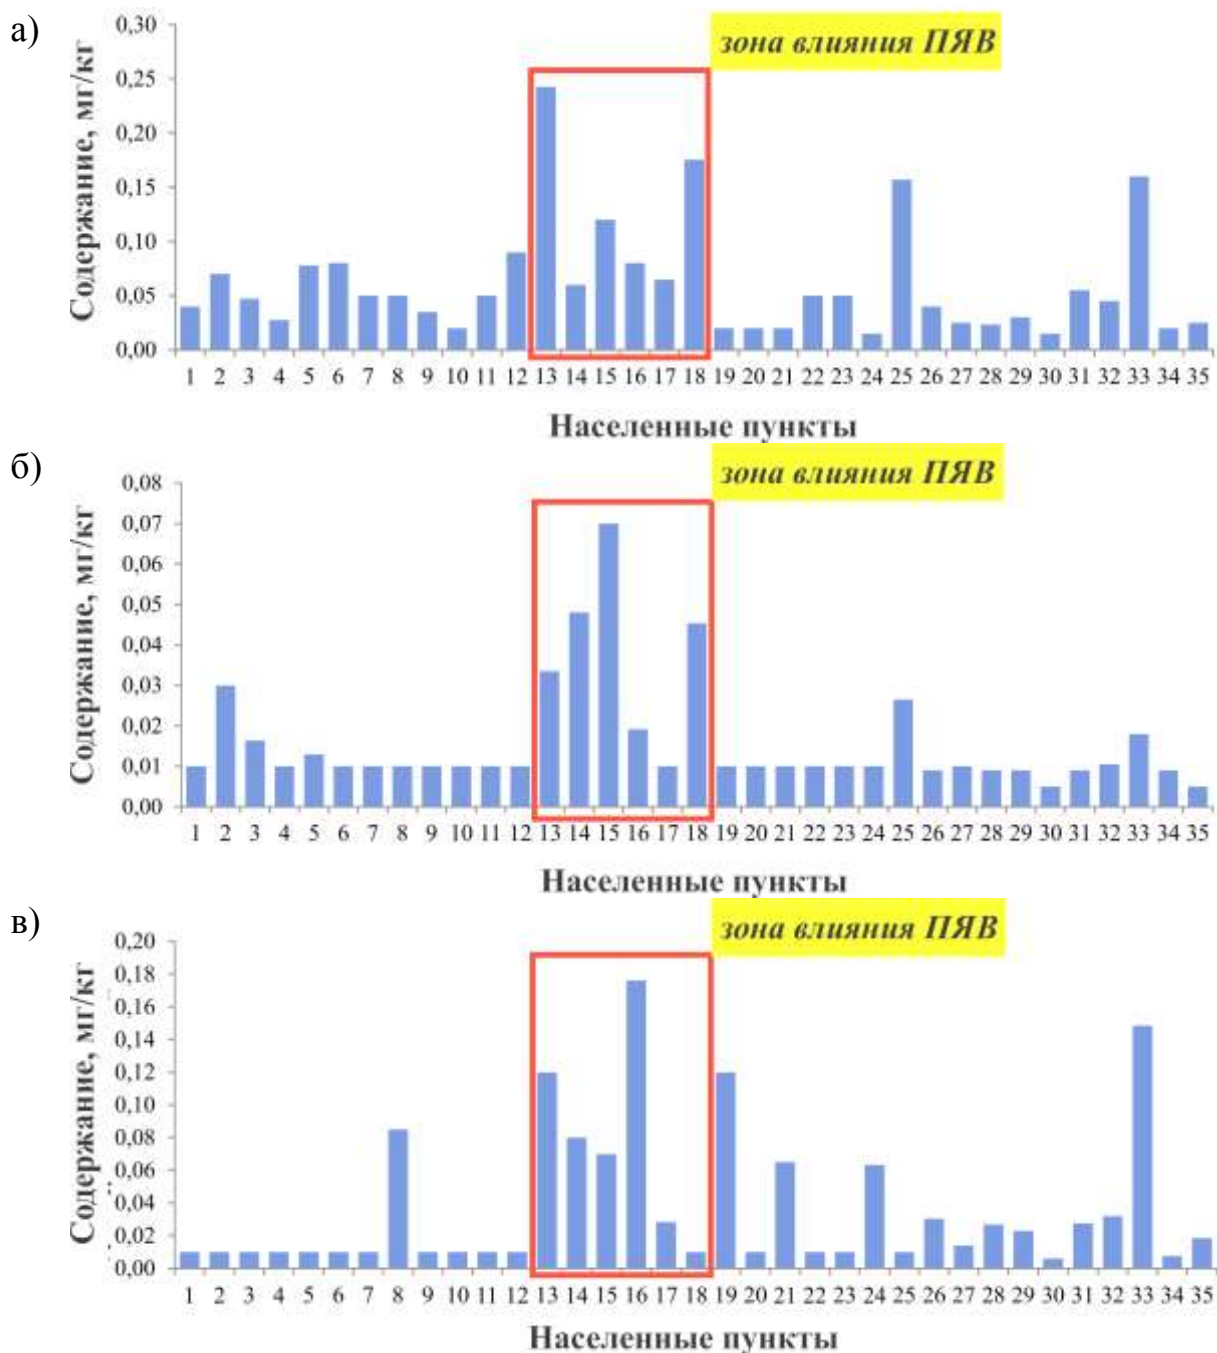 а)
зона влияния ПЯВ
Содержание, мг/кг
0,30
0,25
0,20
0,15
0,10
0,05
0,00
1 2 3 4 5 6 7 8 9 10 11 12 13 14 15 16 17 18 19 20 21 22 23 24 25 26 27 28 29 30 31 32 33 34 35
Населенные пункты
б)
зона влияния ПЯВ
Содержание, мг/кг
0,08
0,07
0,06
0,05
0,04
0,03
0,02
0,01
0,00
1 2 3 4 5 6 7 8 9 10 11 12 13 14 15 16 17 18 19 20 21 22 23 24 25 26 27 28 29 30 31 32 33 34 35
Населенные пункты
в)
зона влияния ПЯВ
Содержание, мг/кг
0,20
0,18
0,16
0,14
0,12
0,10
0,08
0,06
0,04
0,02
0,00
1 2 3 4 5 6 7 8 9 10 11 12 13 14 15 16 17 18 19 20 21 22 23 24 25 26 27 28 29 30 31 32 33 34 35
Населенные пункты